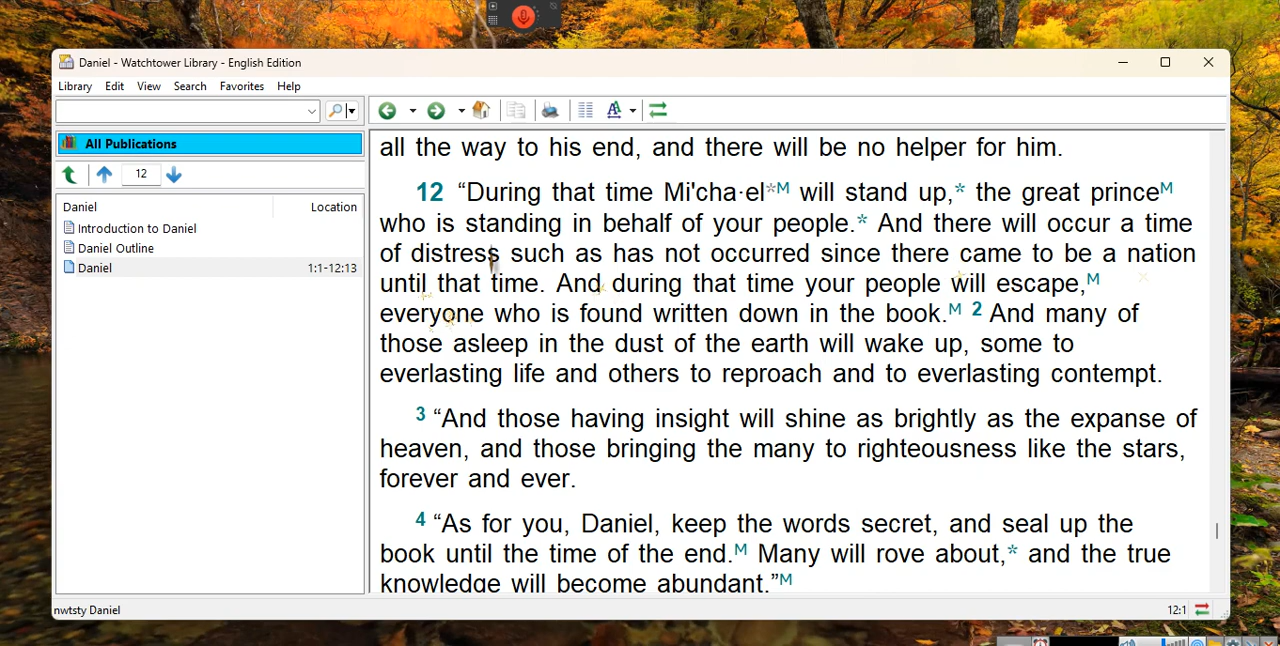 Daniel - Watchtower Library - English Edition
Library Edit View Search Favorites Help
All Publications
12
Daniel Location
Introduction to Daniel
Daniel Outline
Daniel 1:1-12:13
all the way to his end, and there will be no helper for him.
12 “During that time Mi'cha·el*M will stand up,* the great princeM
who is standing in behalf of your people.* And there will occur a time
of distress such as has not occurred since there came to be a nation
until that time. And during that time your people will escape,M
everyone who is found written down in the book.M 2 And many of
those asleep in the dust of the earth will wake up, some to
everlasting life and others to reproach and to everlasting contempt.
3 “And those having insight will shine as brightly as the expanse of
heaven, and those bringing the many to righteousness like the stars,
forever and ever.
4 “As for you, Daniel, keep the words secret, and seal up the
book until the time of the end.M Many will rove about,* and the true
knowledge will become abundant.”M
nwtsty Daniel 12:1